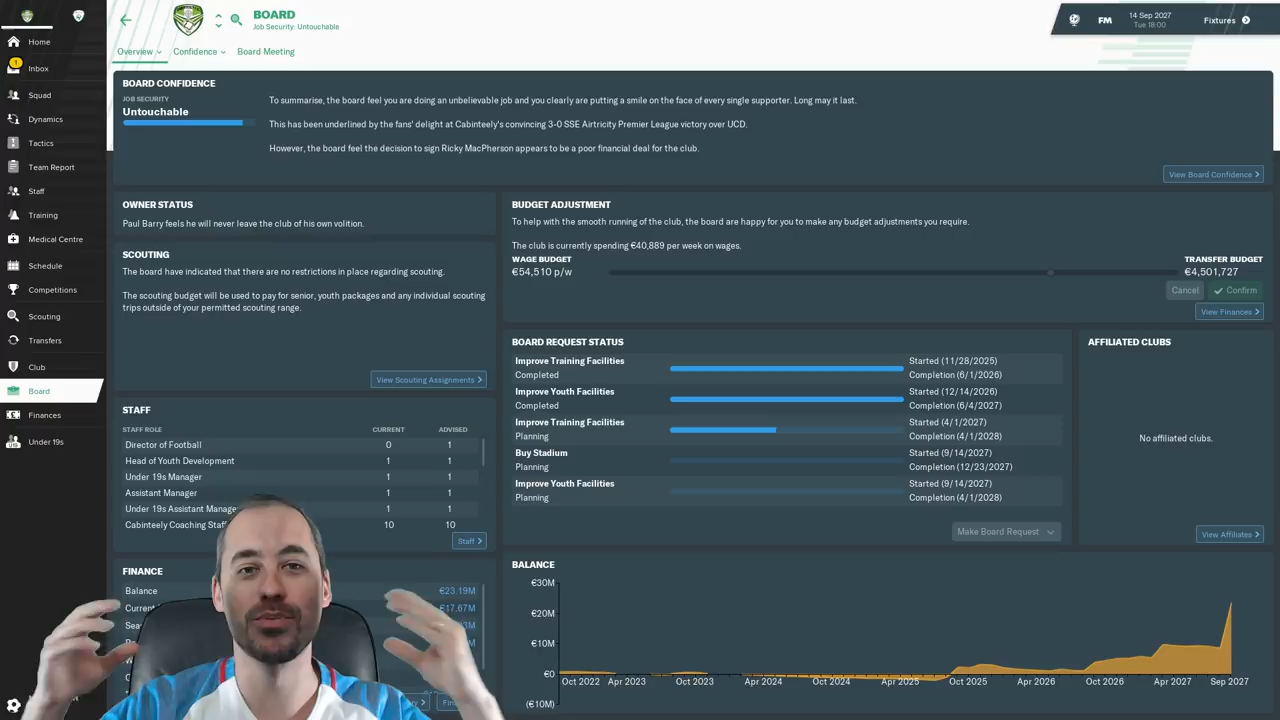 BOARD
Job Security: Untouchable
14 Sep 2027
Tue 18:00
FM
Fixtures
Overview
Confidence
Board Meeting
Home
1
Inbox
Squad
Dynamics
Tactics
Team Report
Staff
Training
Medical Centre
Schedule
Competitions
Scouting
Transfers
Club
Board
Finances
Under 19s
BOARD CONFIDENCE
JOB SECURITY
Untouchable
To summarise, the board feel you are doing an unbelievable job and you clearly are putting a smile on the face of every single supporter. Long may it last.
This has been underlined by the fans' delight at Cabinteely's convincing 3-0 SSE Airtricity Premier League victory over UCD.
However, the board feel the decision to sign Ricky MacPherson appears to be a poor financial deal for the club.
View Board Confidence
OWNER STATUS
Paul Barry feels he will never leave the club of his own volition.
SCOUTING
The board have indicated that there are no restrictions in place regarding scouting.
The scouting budget will be used to pay for senior, youth packages and any individual scouting
trips outside of your permitted scouting range.
View Scouting Assignments
STAFF
STAFF ROLE CURRENT ADVISED
Director of Football 0 1
Head of Youth Development 1 1
Under 19s Manager 1 1
Assistant Manager 1 1
Under 19s Assistant Manage 1 1
Cabinteely Coaching Staf 10 10
Staff
FINANCE
Balance €23.19M
Current €17.67M
BUDGET ADJUSTMENT
To help with the smooth running of the club, the board are happy for you to make any budget adjustments you require.
The club is currently spending €40,889 per week on wages.
WAGE BUDGET
€54,510 p/w
TRANSFER BUDGET
€4,501,727
Cancel
Confirm
View Finances
BOARD REQUEST STATUS
Improve Training Facilities Started (11/28/2025)
Completed Completion (6/1/2026)
Improve Youth Facilities Started (12/14/2026)
Completed Completion (6/4/2027)
Improve Training Facilities Started (4/1/2027)
Planning Completion (4/1/2028)
Buy Stadium Started (9/14/2027)
Planning Completion (12/23/2027)
Improve Youth Facilities Started (9/14/2027)
Planning Completion (4/1/2028)
Make Board Request
AFFILIATED CLUBS
No affiliated clubs.
View Affiliates
BALANCE
€30M
€20M
€10M
€0
(€10M)
Oct 2022 Apr 2023 Oct 2023 Apr 2024 Oct 2024 Apr 2025 Oct 2025 Apr 2026 Oct 2026 Apr 2027 Sep 2027